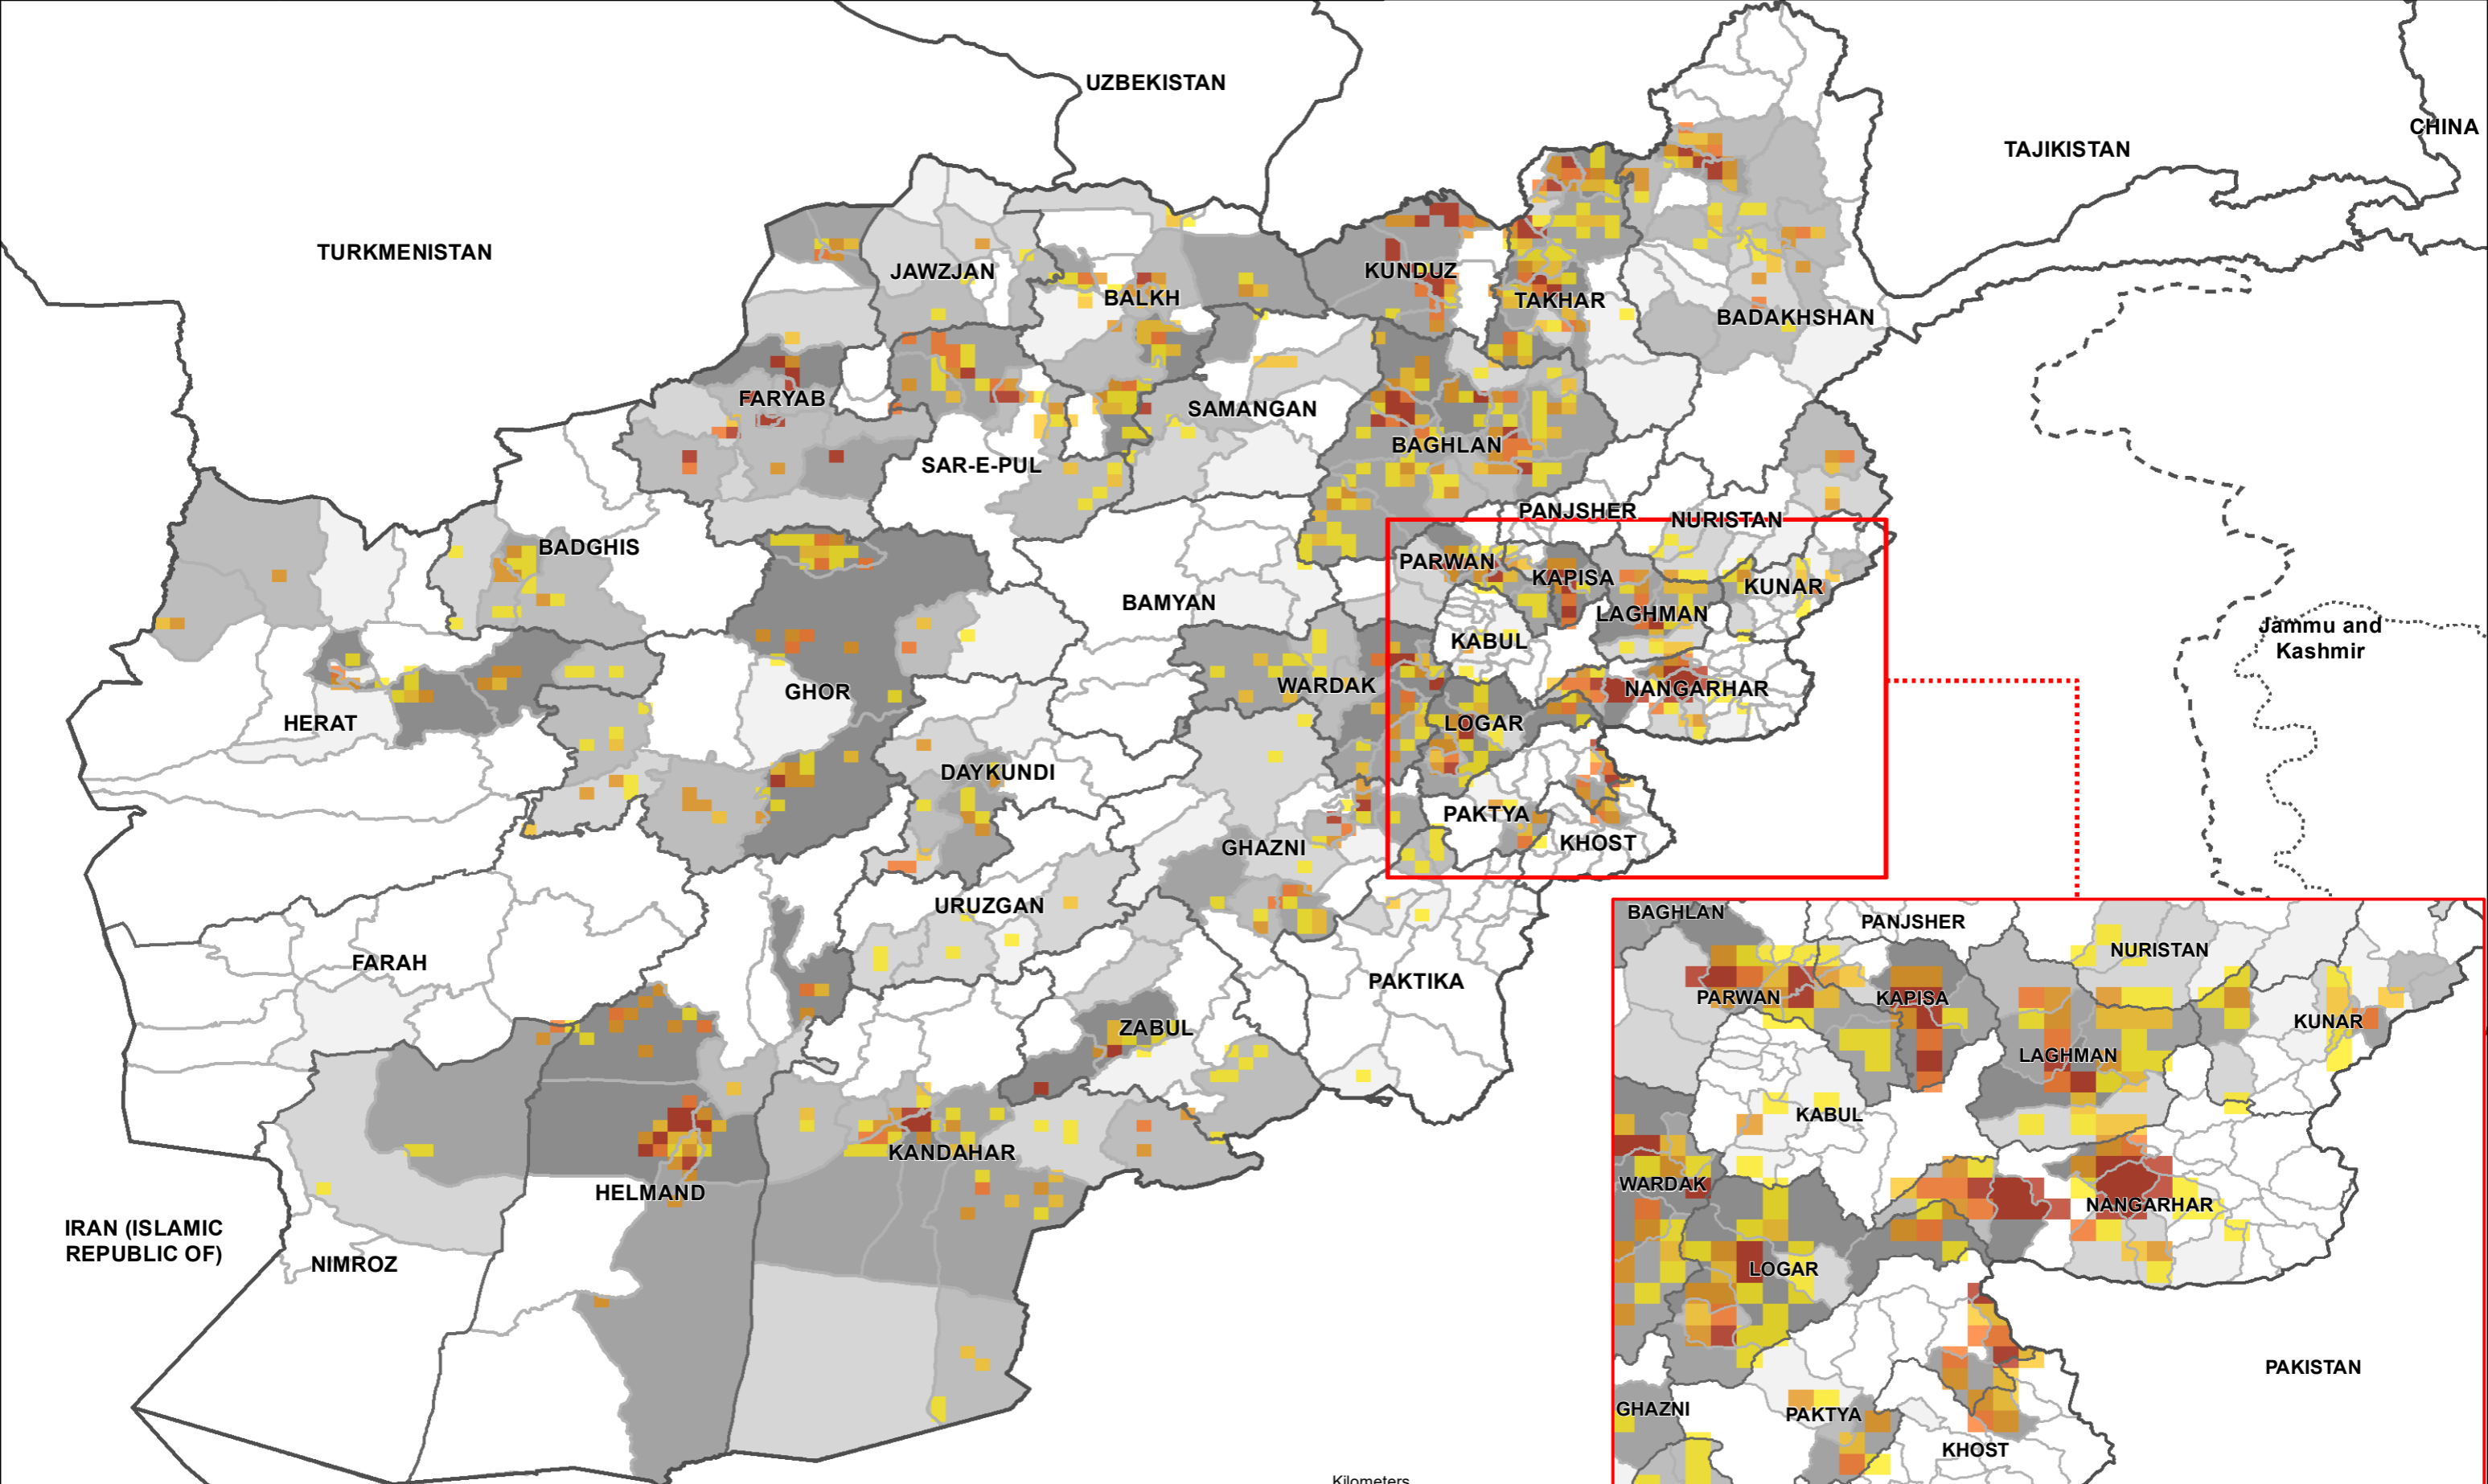 UZBEKISTAN
CHINA
TAJIKISTAN
TURKMENISTAN
JAWZJAN
KUNDUZ
BALKH
TAKHAR
BADAKHSHAN
FARYAB
SAMANGAN
BAGHLAN
SAR-E-PUL
PANJSHER
NURISTAN
BADGHIS
PARWAN
KAPISA
KUNAR
BAMYAN
LAGHMAN
Jammu and
Kashmir
KABUL
WARDAK
NANGARHAR
GHOR
HERAT
LOGAR
DAYKUNDI
PAKTYA
KHOST
GHAZNI
URUZGAN
FARAH
PAKTIKA
ZABUL
KANDAHAR
HELMAND
IRAN (ISLAMIC
REPUBLIC OF)
NIMROZ
Kilometers
BAGHLAN
PANJSHER
NURISTAN
PARWAN
KAPISA
KUNAR
LAGHMAN
KABUL
WARDAK
NANGARHAR
LOGAR
PAKISTAN
GHAZNI
PAKTYA
KHOST